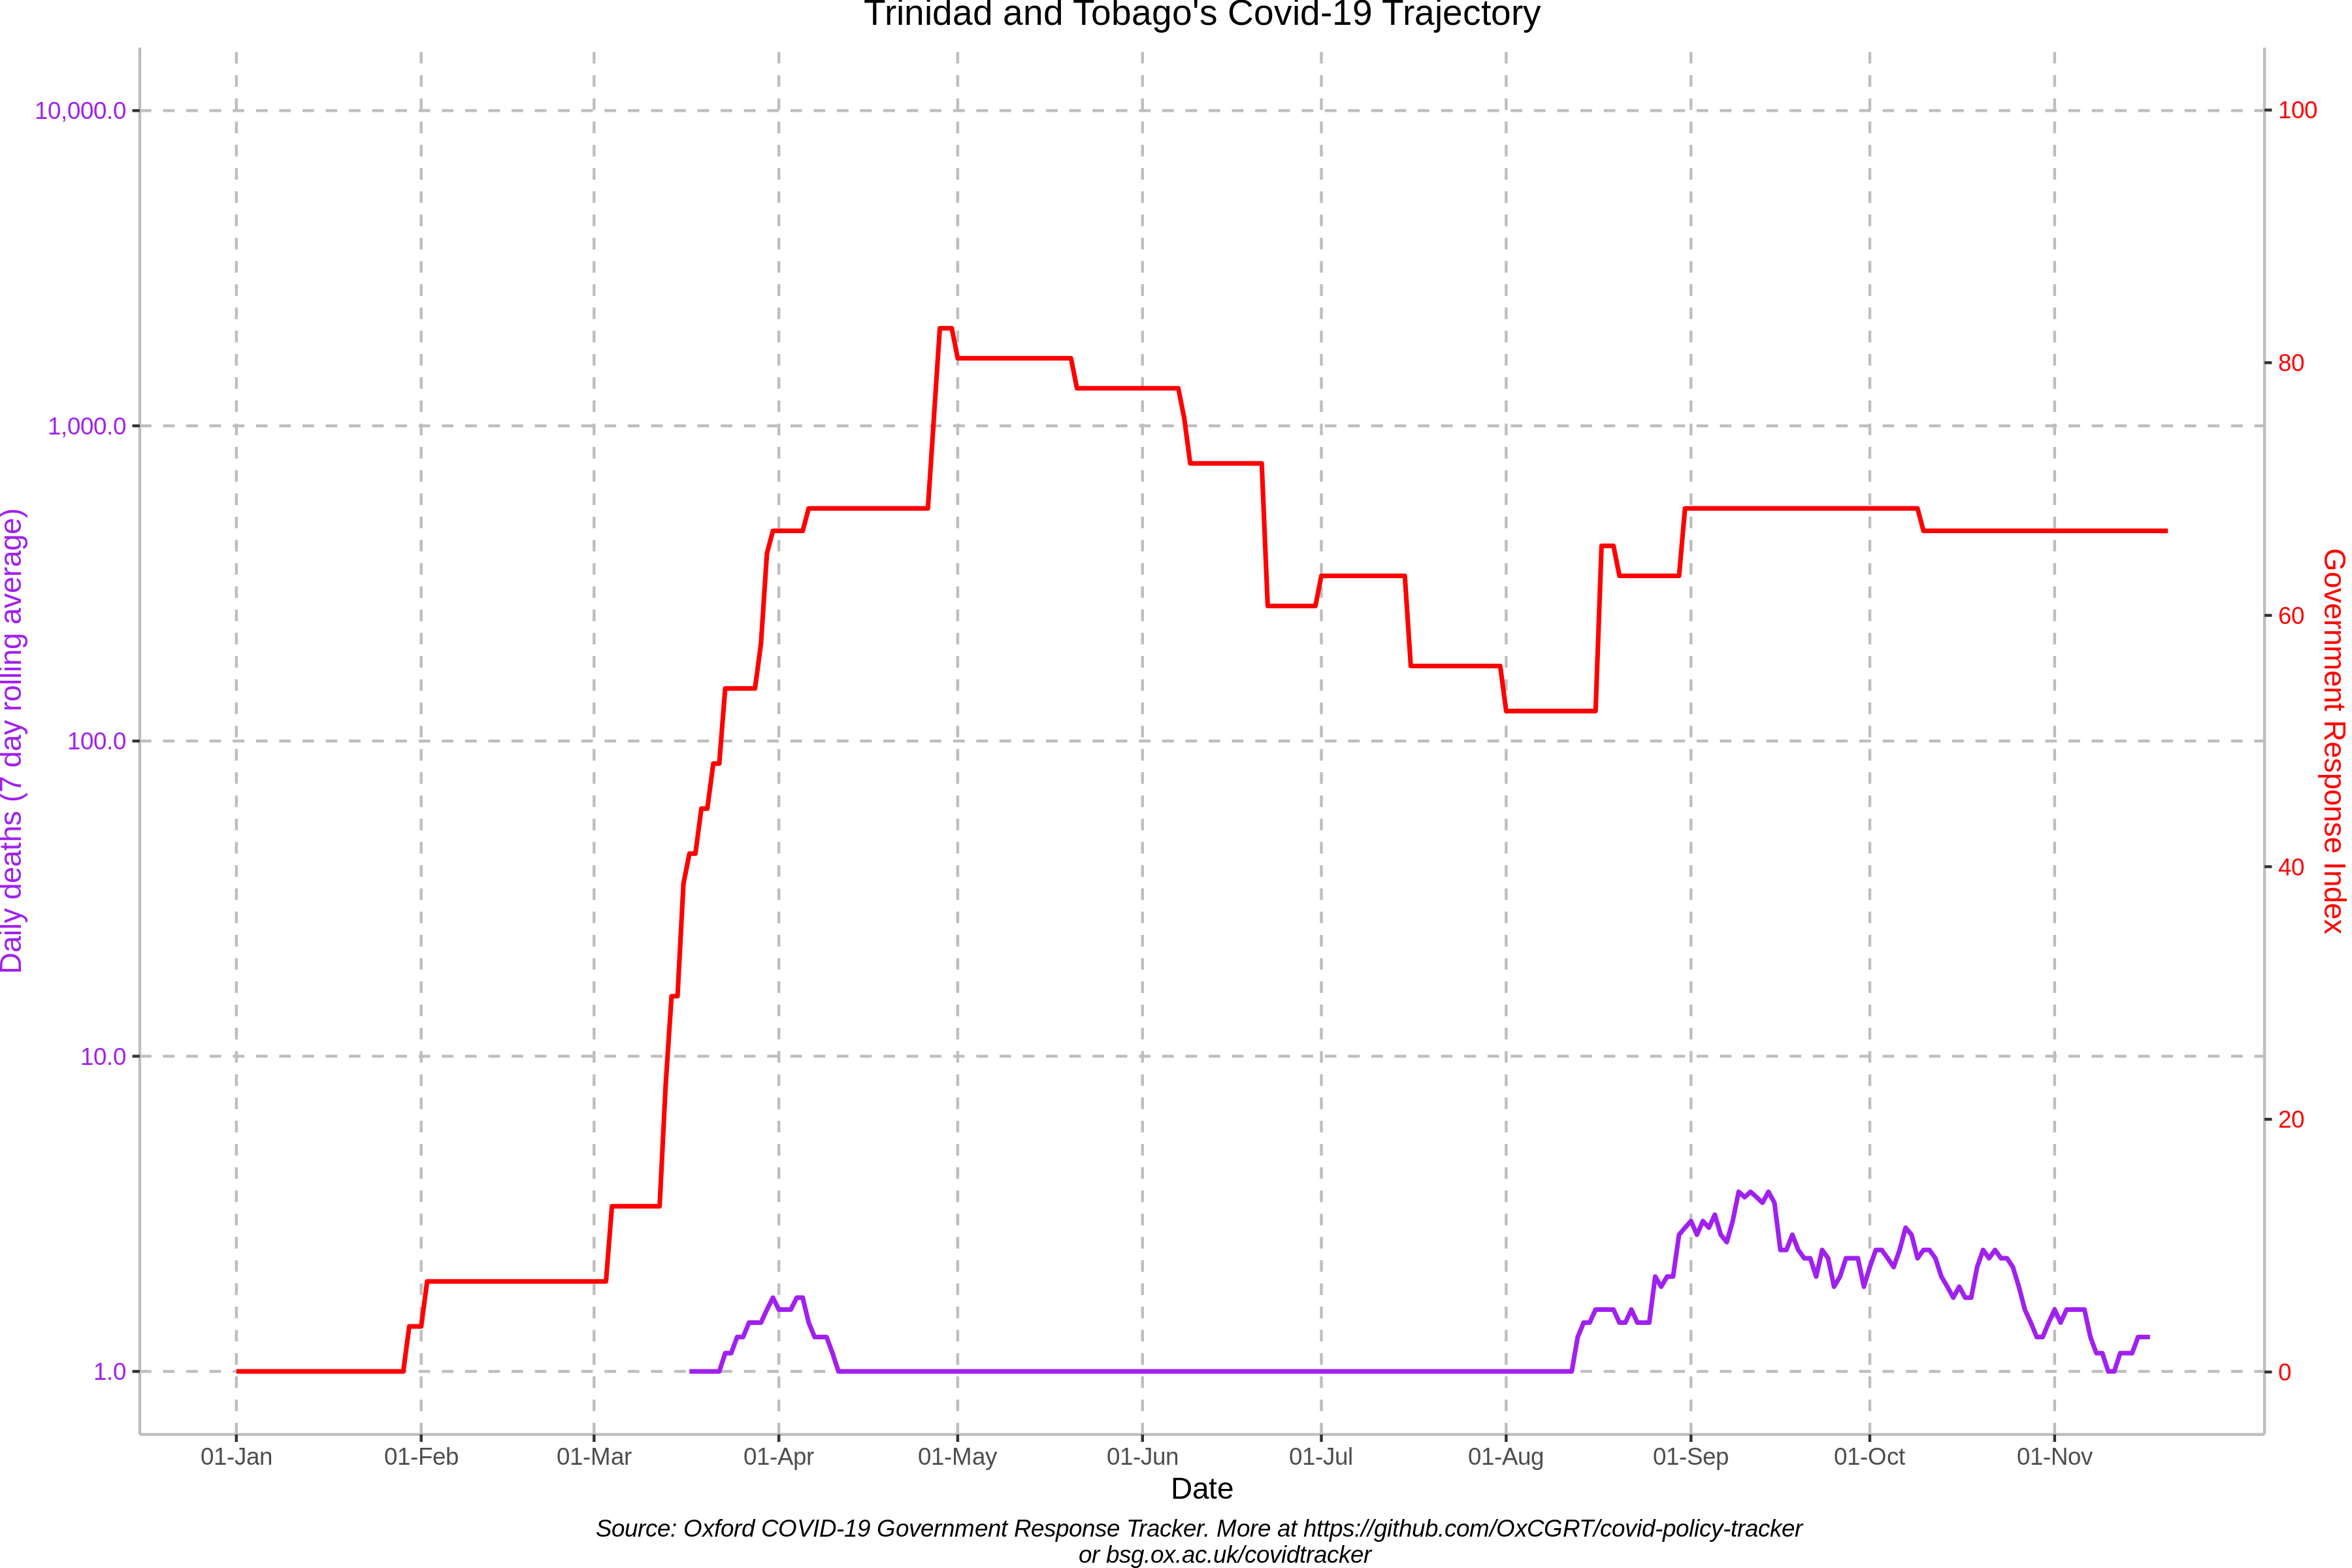 Trinidad and Tobago's Covid-19 Trajectory
10,000.0
1,000.0
100.0
10.0
1.0
Daily deaths (7 day rolling average)
100
80
60
40
20
0
Government Response Index
01-Jan 01-Feb 01-Mar 01-Apr 01-May 01-Jun 01-Jul 01-Aug 01-Sep 01-Oct 01-Nov
Date
Source: Oxford COVID-19 Government Response Tracker. More at https://github.com/OxCGRT/covid-policy-tracker
or bsg.ox.ac.uk/covidtracker